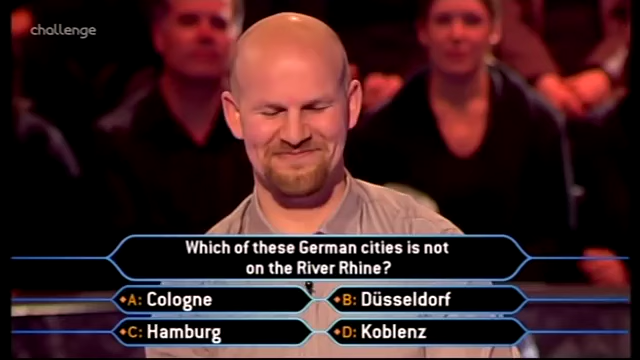 challenge
Which of these German cities is not
on the River Rhine?
A: Cologne
B: Düsseldorf
C: Hamburg
D: Koblenz